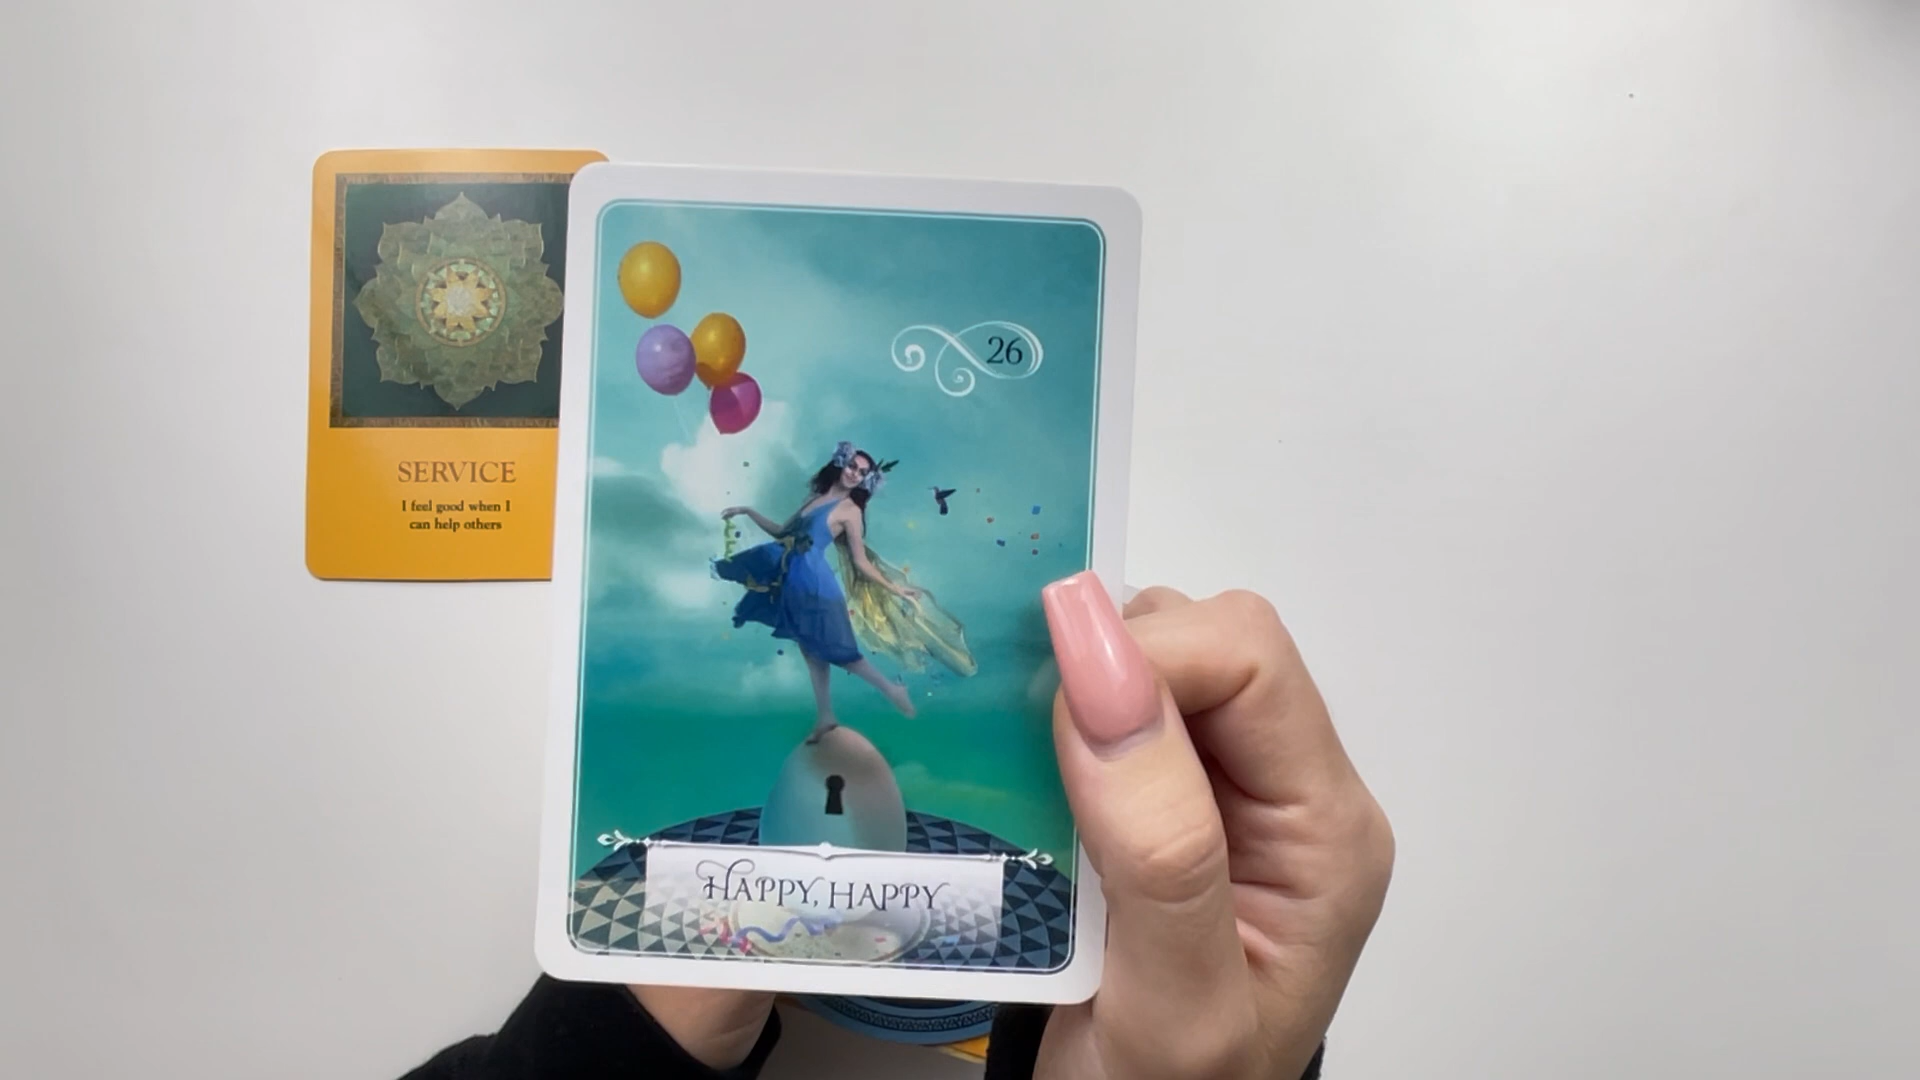 SERVICE
I feel good when I
can help others
26
HAPPY, HAPPY